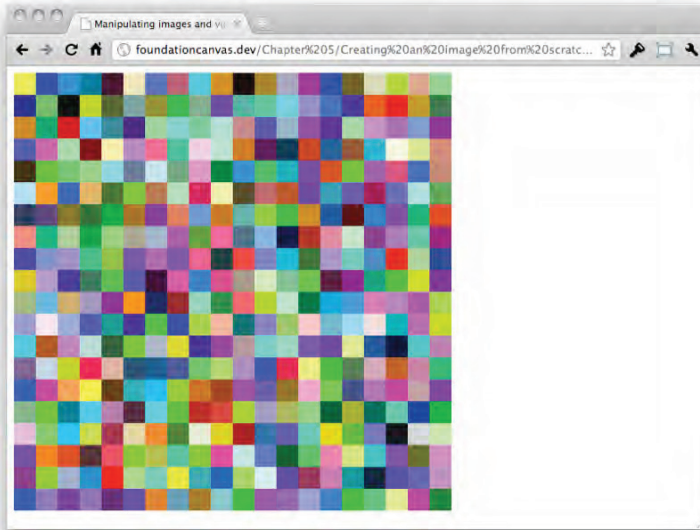 Manipulating images and v
foundationcanvas.dev/Chapter%205/Creating%20an%20image%20from%20scratc...